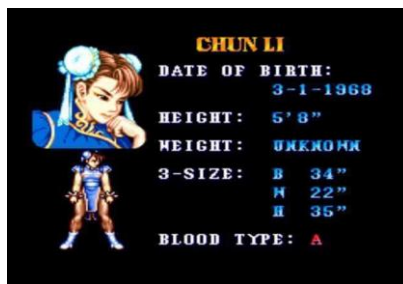 CHUN LI
DATE OF BIRTH:
3-1-1968
HEIGHT: 5'8"
WEIGHT: UNKNOWN
3-SIZE: B 34"
W 22"
H 35"
BLOOD TYPE: A